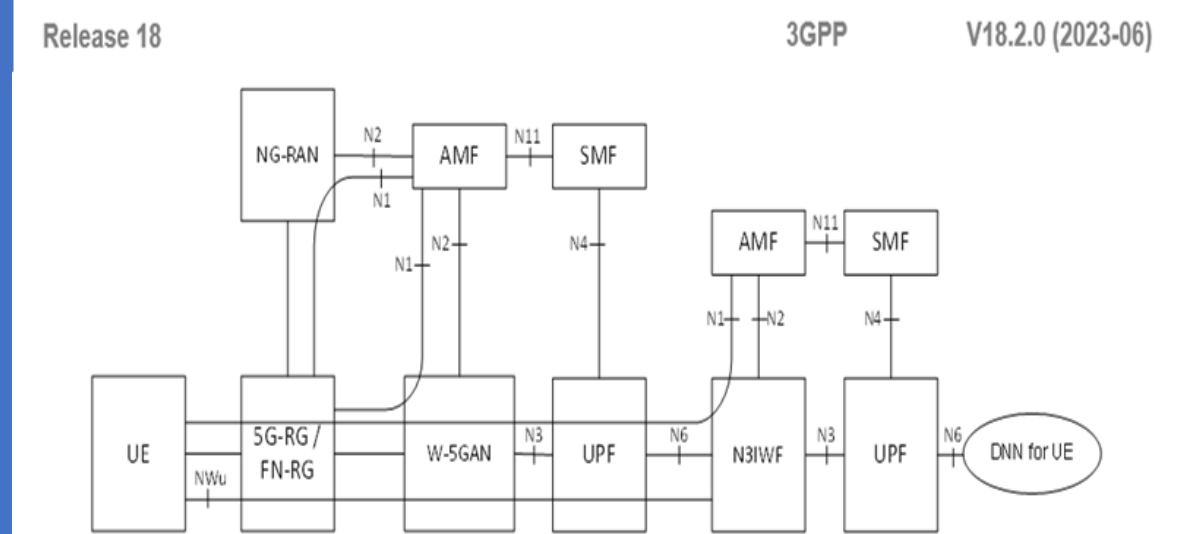 Release 18 3GPP V18.2.0 (2023-06)
NG-RAN
N2
AMF
N11
SMF
N1
N1
N2
N4
AMF
N11
SMF
N1
N2
N4
UE
NWu
5G-RG /
FN-RG
W-5GAN
N3
UPF
N6
N3IWF
N3
UPF
N6
DNN for UE